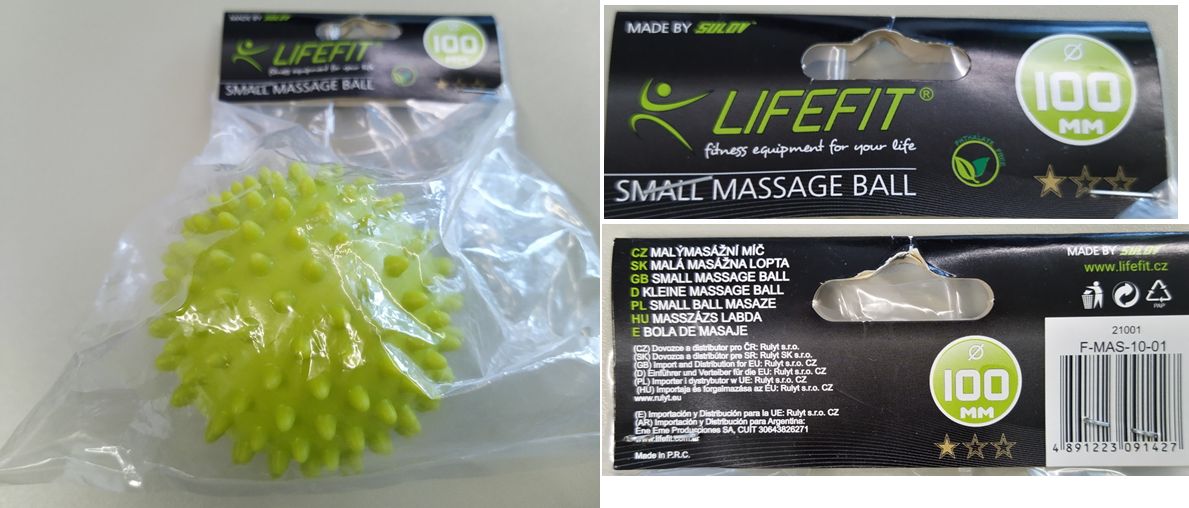 MADE BY SULOV
LIFEFIT®
fitness equipment for your life
100
MM
SMALL MASSAGE BALL
MADE BY SULOV™
LIFEFIT®
fitness equipment for your life
Ø
100
MM
PHTHALATE FREE
SMALL MASSAGE BALL
CZ MALÝMASÁŽNÍ MÍČ
SK MALÁ MASÁŽNA LOPTA
GB SMALL MASSAGE BALL
D KLEINE MASSAGE BALL
PL SMALL BALL MASAZE
HU MASSZÁZS LABDA
E BOLA DE MASAJE
(CZ) Dovozce a distributor pro ČR: Rulyt s.r.o.
(SK) Dovozca a distribútor pre SR: Rulyt SK s.r.o.
(GB) Import and Distribution for EU: Rulyt s.r.o. CZ
(D) Einführer und Verteiber für die EU: Rulyt s.r.o. CZ
(PL) Importer i dystrybutor w UE: Rulyt s.r.o. CZ
(HU) Importaja és forgalmazása az EU: Rulyt s.r.o. CZ
www.rulyt.eu
(E) Importación y Distribución para la UE: Rulyt s.r.o. CZ
(AR) Importación y Distribución para Argentina:
Ene Eme Produciones SA, CUIT 30643826271
www.lifefit.com.ar
Made in P.R.C.
MADE BY SULOV
www.lifefit.cz
PAP
Ø
100
MM
21001
F-MAS-10-01
4 891223 091427